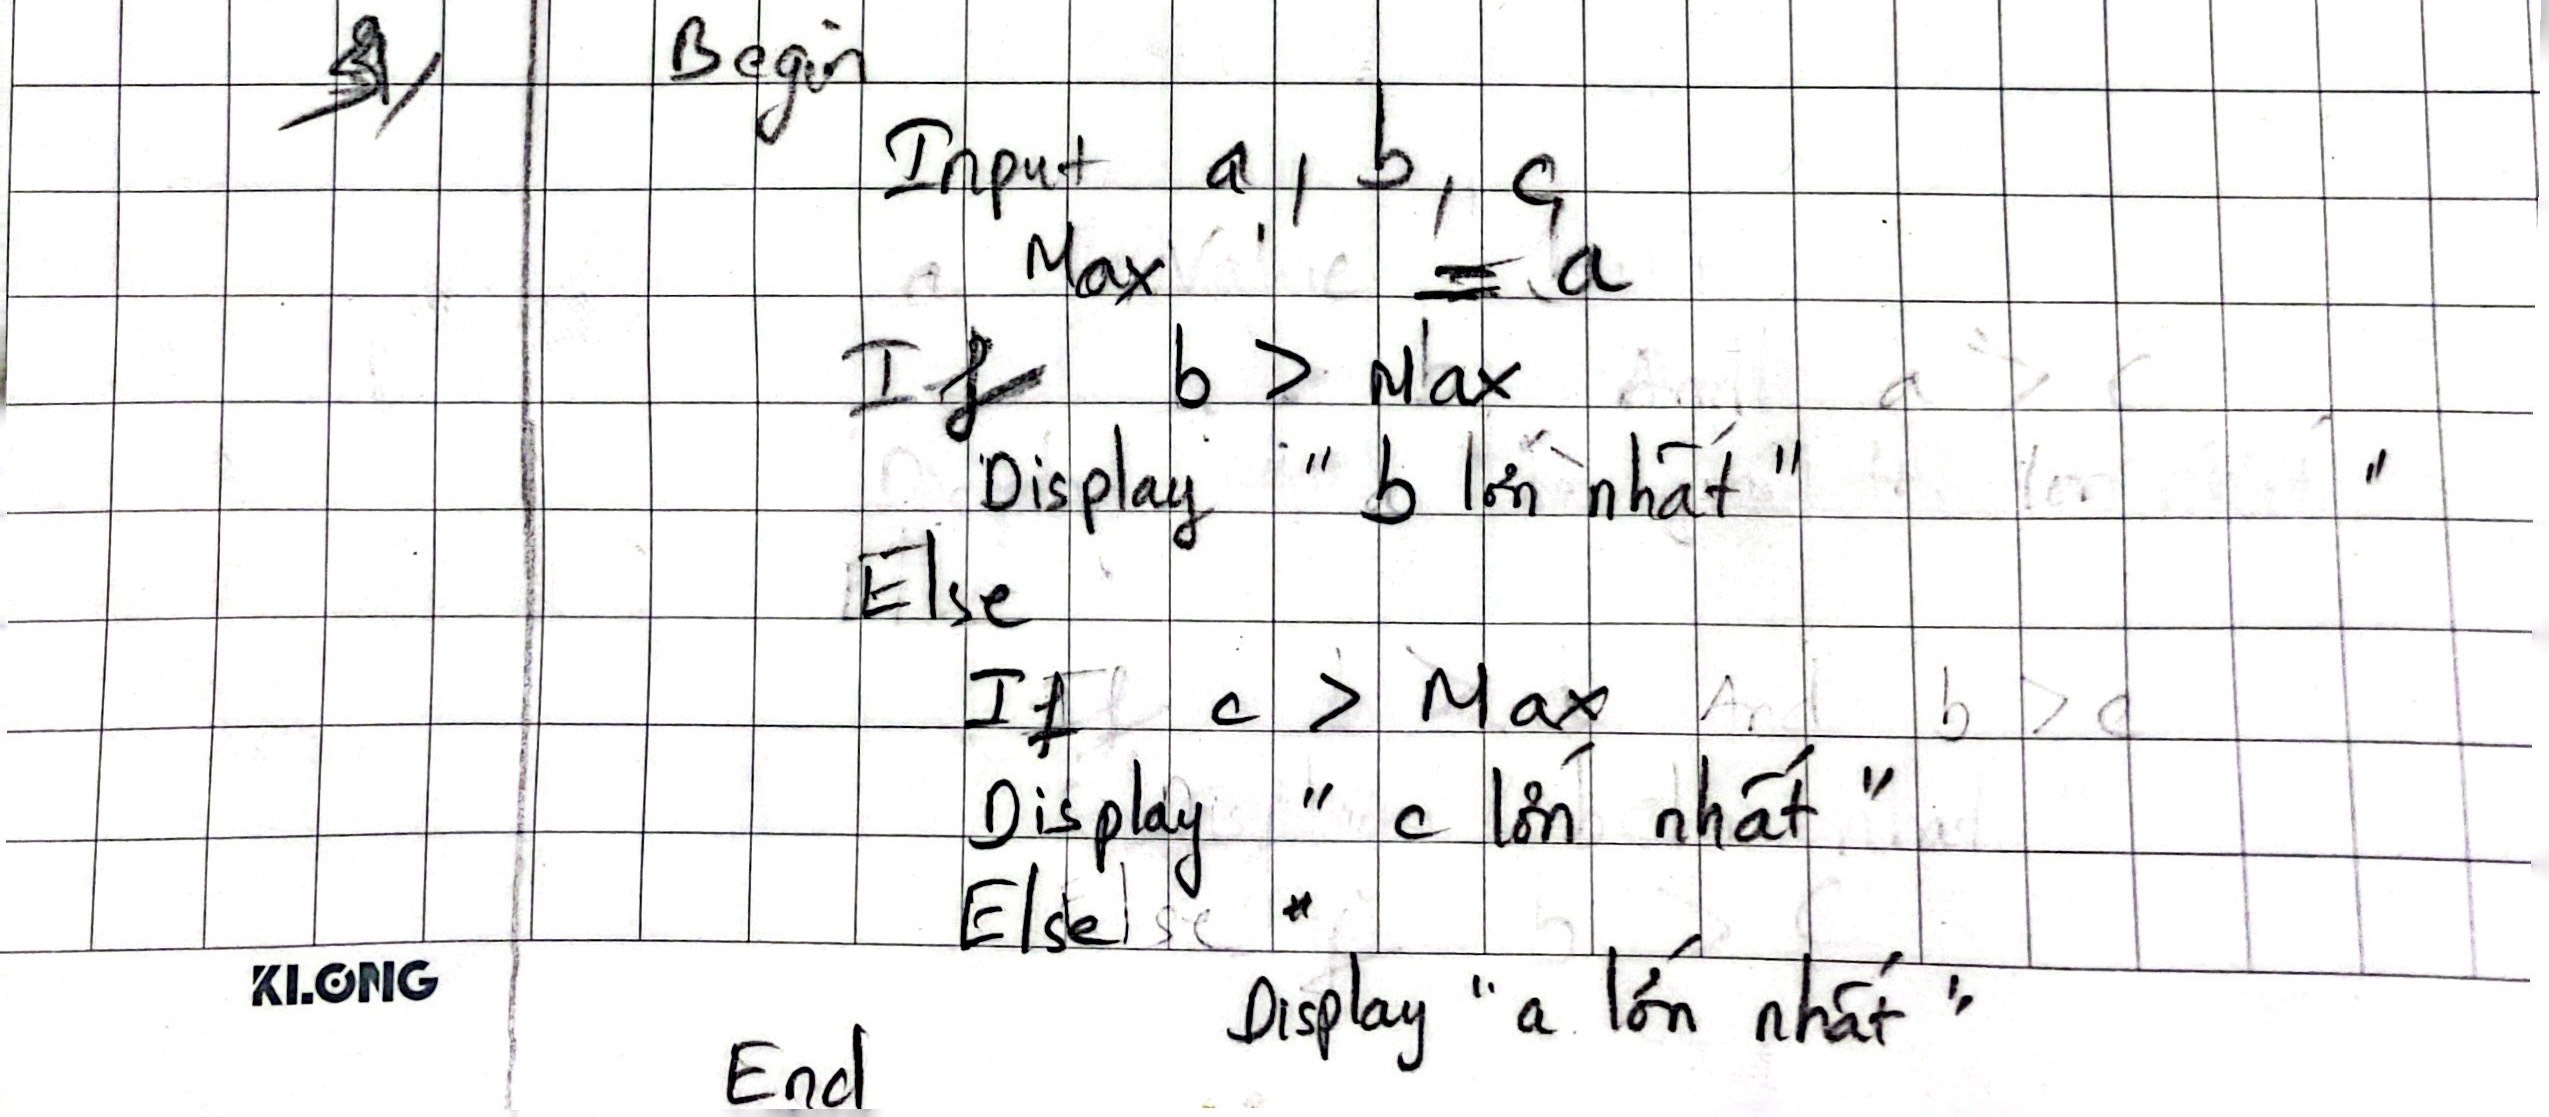 3/ Begin
Input a, b, c
Max = a
If b > Max
Display " b lớn nhất "
Else
If c > Max And b > c
Display " c lớn nhất "
Else
Display " a lớn nhất "
KLONG
End